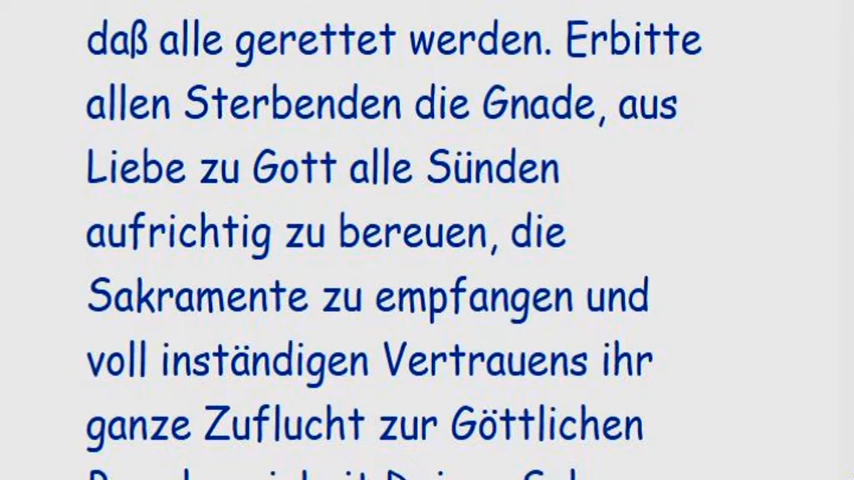 daß alle gerettet werden. Erbitte
allen Sterbenden die Gnade, aus
Liebe zu Gott alle Sünden
aufrichtig zu bereuen, die
Sakramente zu empfangen und
voll inständigen Vertrauens ihr
ganze Zuflucht zur Göttlichen